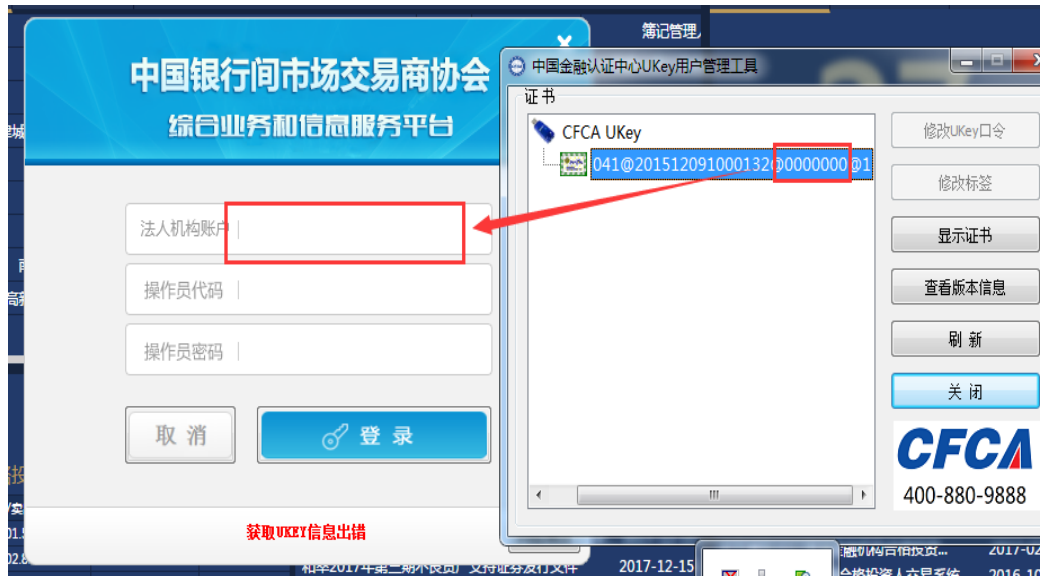 簿记管理
中国银行间市场交易商协会
综合业务和信息服务平台
法人机构账户
操作员代码
操作员密码
取 消
登 录
获取UKEY信息出错
中国金融认证中心UKey用户管理工具
证书
CFCA UKey
041@201512091000132@0000000@1
修改UKey口令
修改标签
显示证书
查看版本信息
刷 新
关 闭
CFCA
400-880-9888
2017-12-15
2017-02
2016-10